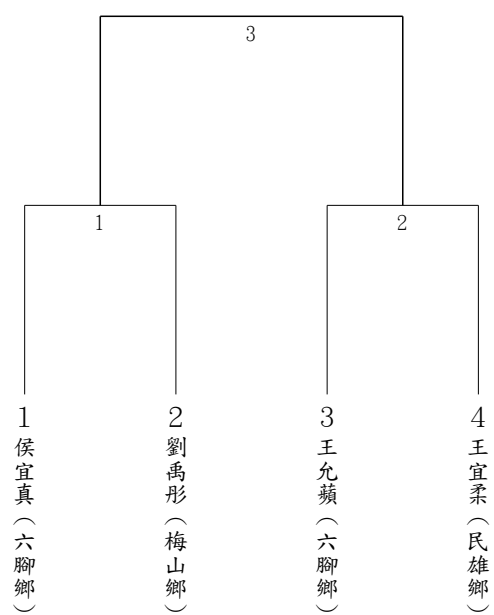 3
1
2
1 侯宜真(六腳鄉)
2 劉禹彤(梅山鄉)
3 王允蘋(六腳鄉)
4 王宜柔(民雄鄉)